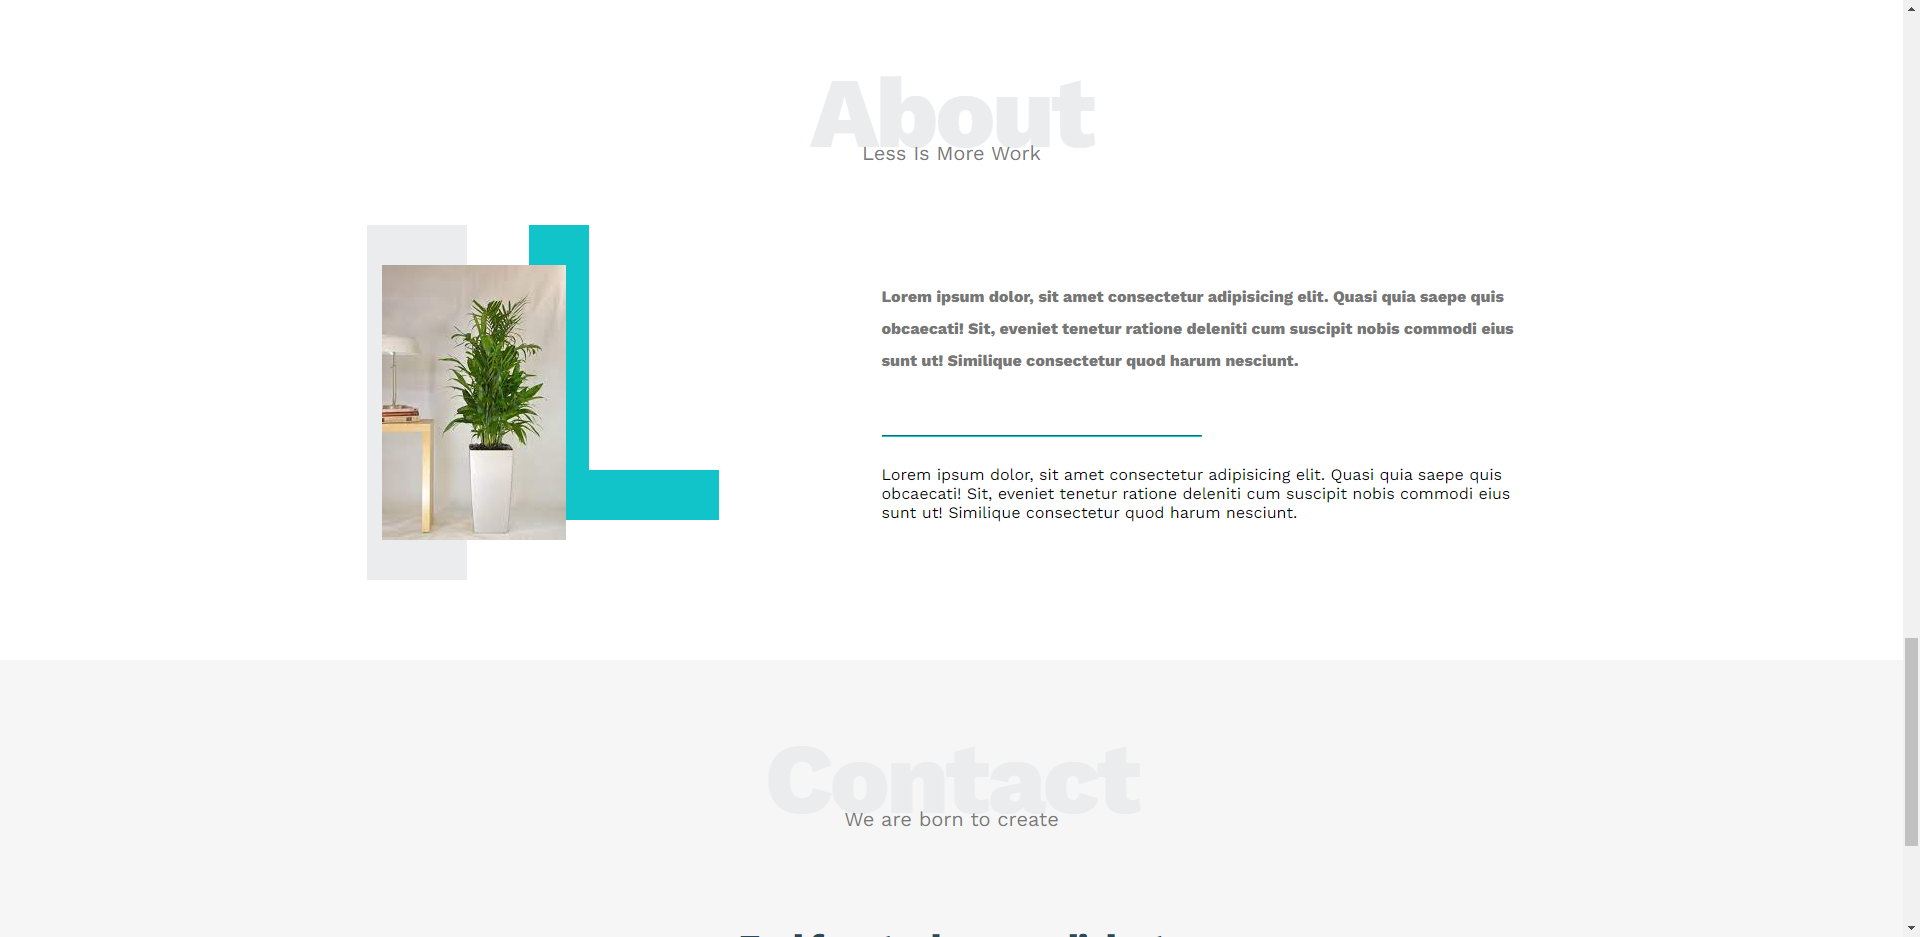 About
Less Is More Work
Lorem ipsum dolor, sit amet consectetur adipisicing elit. Quasi quia saepe quis
obcaecati! Sit, eveniet tenetur ratione deleniti cum suscipit nobis commodi eius
sunt ut! Similique consectetur quod harum nesciunt.
Lorem ipsum dolor, sit amet consectetur adipisicing elit. Quasi quia saepe quis
obcaecati! Sit, eveniet tenetur ratione deleniti cum suscipit nobis commodi eius
sunt ut! Similique consectetur quod harum nesciunt.
Contact
We are born to create